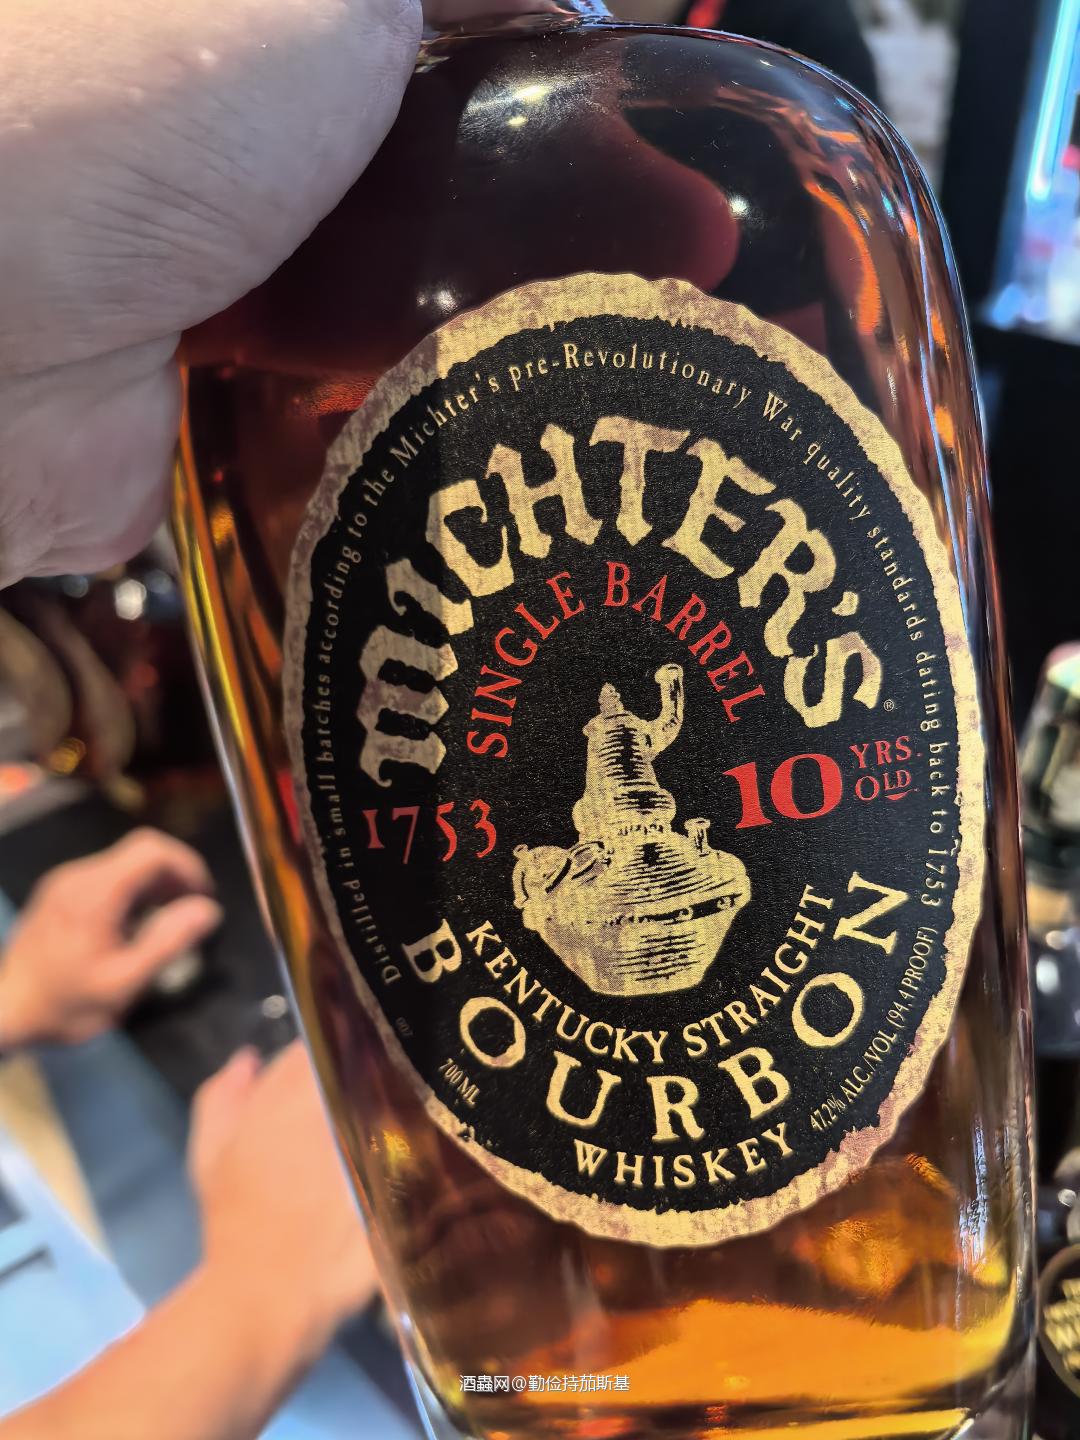 Distilled in small batches according to the Michter's pre-Revolutionary War quality standards dating back to 1753
MICHTER'S®
SINGLE BARREL
1753
10 YRS.
OLD
KENTUCKY STRAIGHT
BOURBON
WHISKEY
700 ML
47.2% ALC./VOL (94.4 PROOF)
酒蟲网@勤俭持茄斯基